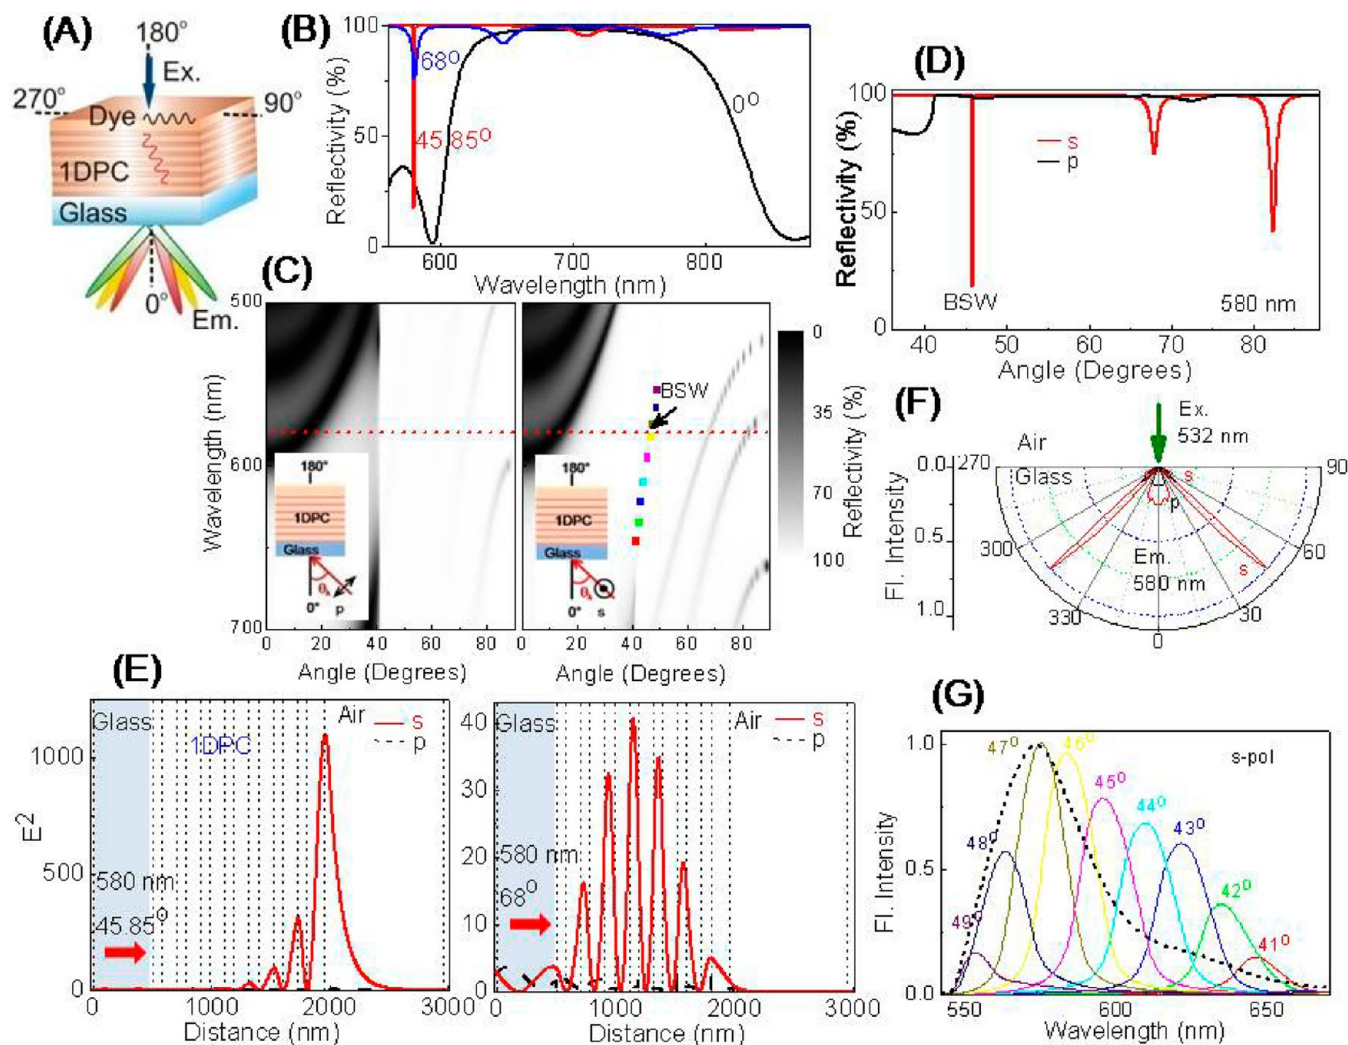 (A)
180°
Ex.
270°
90°
Dye
1DPC
Glass
0°
Em.
(B)
Reflectivity (%)
100
50
0
68°
45.85°
0°
600
700
800
Wavelength (nm)
(C)
500
600
700
Wavelength (nm)
180°
1DPC
Glass
θ
0°
p
0
20
40
60
80
Angle (Degrees)
BSW
180°
1DPC
Glass
θ
0°
s
0
20
40
60
80
Angle (Degrees)
0
35
70
100
Reflectivity (%)
(D)
Reflectivity (%)
100
50
0
s
p
BSW
580 nm
40
50
60
70
80
Angle (Degrees)
(E)
E²
Glass
1DPC
Air
s
p
1000
500
0
580 nm
45.85°
0
1000
2000
3000
Distance (nm)
Glass
Air
s
p
40
30
20
10
0
580 nm
68°
0
1000
2000
3000
Distance (nm)
(F)
Ex.
532 nm
Air
Glass
Fl. Intensity
0.0
0.5
1.0
270
90
s
p
300
60
Em.
580 nm
s
330
30
0
(G)
Fl. Intensity
1.0
0.5
0.0
47°
46°
s-pol
45°
44°
43°
48°
42°
49°
41°
550
600
650
Wavelength (nm)